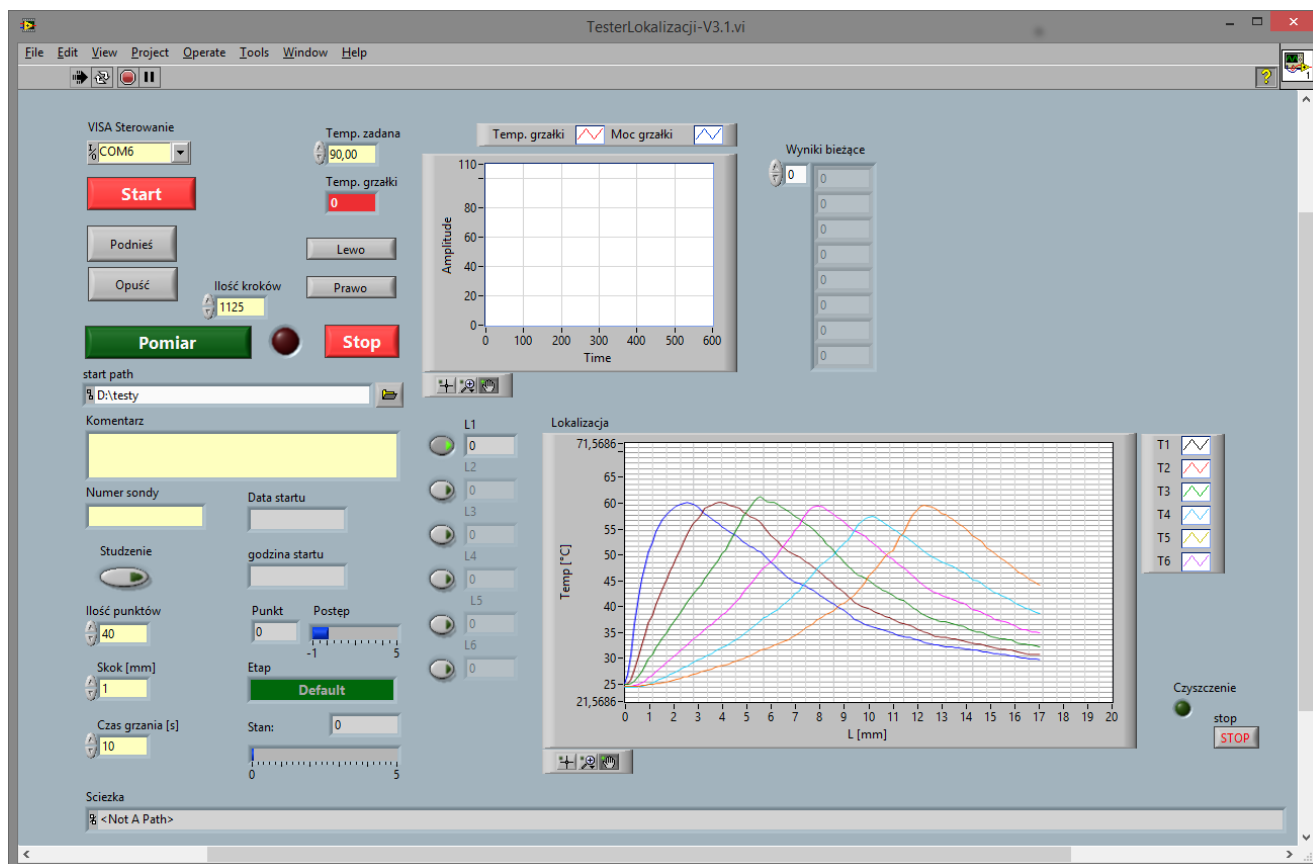 TesterLokalizacji-V3.1.vi
File Edit View Project Operate Tools Window Help
?
1
VISA Sterowanie
I/O COM6
Start
Podnieś
Opuść
Temp. zadana
90,00
Temp. grzałki
0
Lewo
Ilość kroków
1125
Prawo
Pomiar
Stop
start path
D:\testy
Komentarz
Numer sondy
Data startu
Studzenie
godzina startu
Ilość punktów
40
Punkt
0
Postęp
-1 5
Skok [mm]
1
Etap
Default
Czas grzania [s]
10
Stan:
0
0 5
Temp. grzałki Moc grzałki
Amplitude
110
80
60
40
20
0
0 100 200 300 400 500 600
Time
Wyniki bieżące
0
0
0
0
0
0
0
0
0
L1
0
L2
0
L3
0
L4
0
L5
0
L6
0
Lokalizacja
Temp [°C]
71,5686
65
60
55
50
45
40
35
30
25
21,5686
0 1 2 3 4 5 6 7 8 9 10 11 12 13 14 15 16 17 18 19 20
L [mm]
T1
T2
T3
T4
T5
T6
Czyszczenie
stop
STOP
Sciezka
<Not A Path>